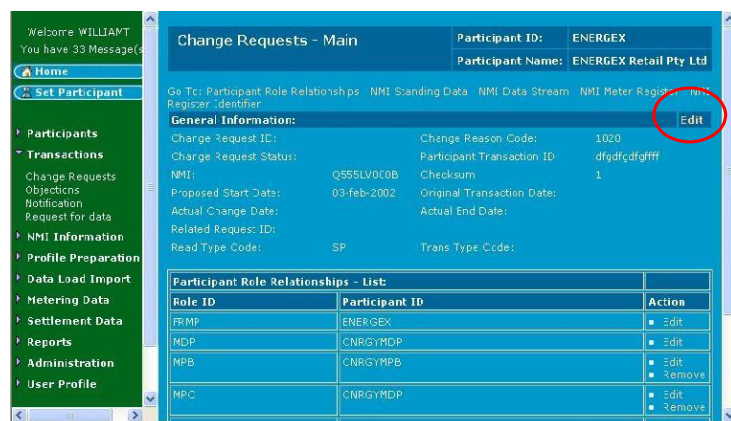 Welcome WILLIAMT
You have 33 Message(s
Home
Set Participant
Participants
Transactions
Change Requests
Objections
Notification
Request for data
NMI Information
Profile Preparation
Data Load Import
Metering Data
Settlement Data
Reports
Administration
User Profile
Change Requests - Main
Participant ID: ENERGEX
Participant Name: ENERGEX Retail Pty Ltd
Go To: Participant Role Relationships NMI Standing Data NMI Data Stream NMI Meter Register NMI
Register Identifier
General Information: Edit
Change Request ID: Change Reason Code: 1020
Change Request Status: Participant Transaction ID
NMI: Checksum 1
Proposed Start Date: 03-feb-2002 Original Transaction Date:
Actual Change Date: Actual End Date:
Related Request ID:
Read Type Code: SP Trans Type Code:
Participant Role Relationships - List:
Role ID Participant ID Action
FRMP ENERGEX Edit
MDP CNRGYMDP Edit
MPB CNRGYMPB Edit
Remove
MPC CNRGYMDP Edit
Remove